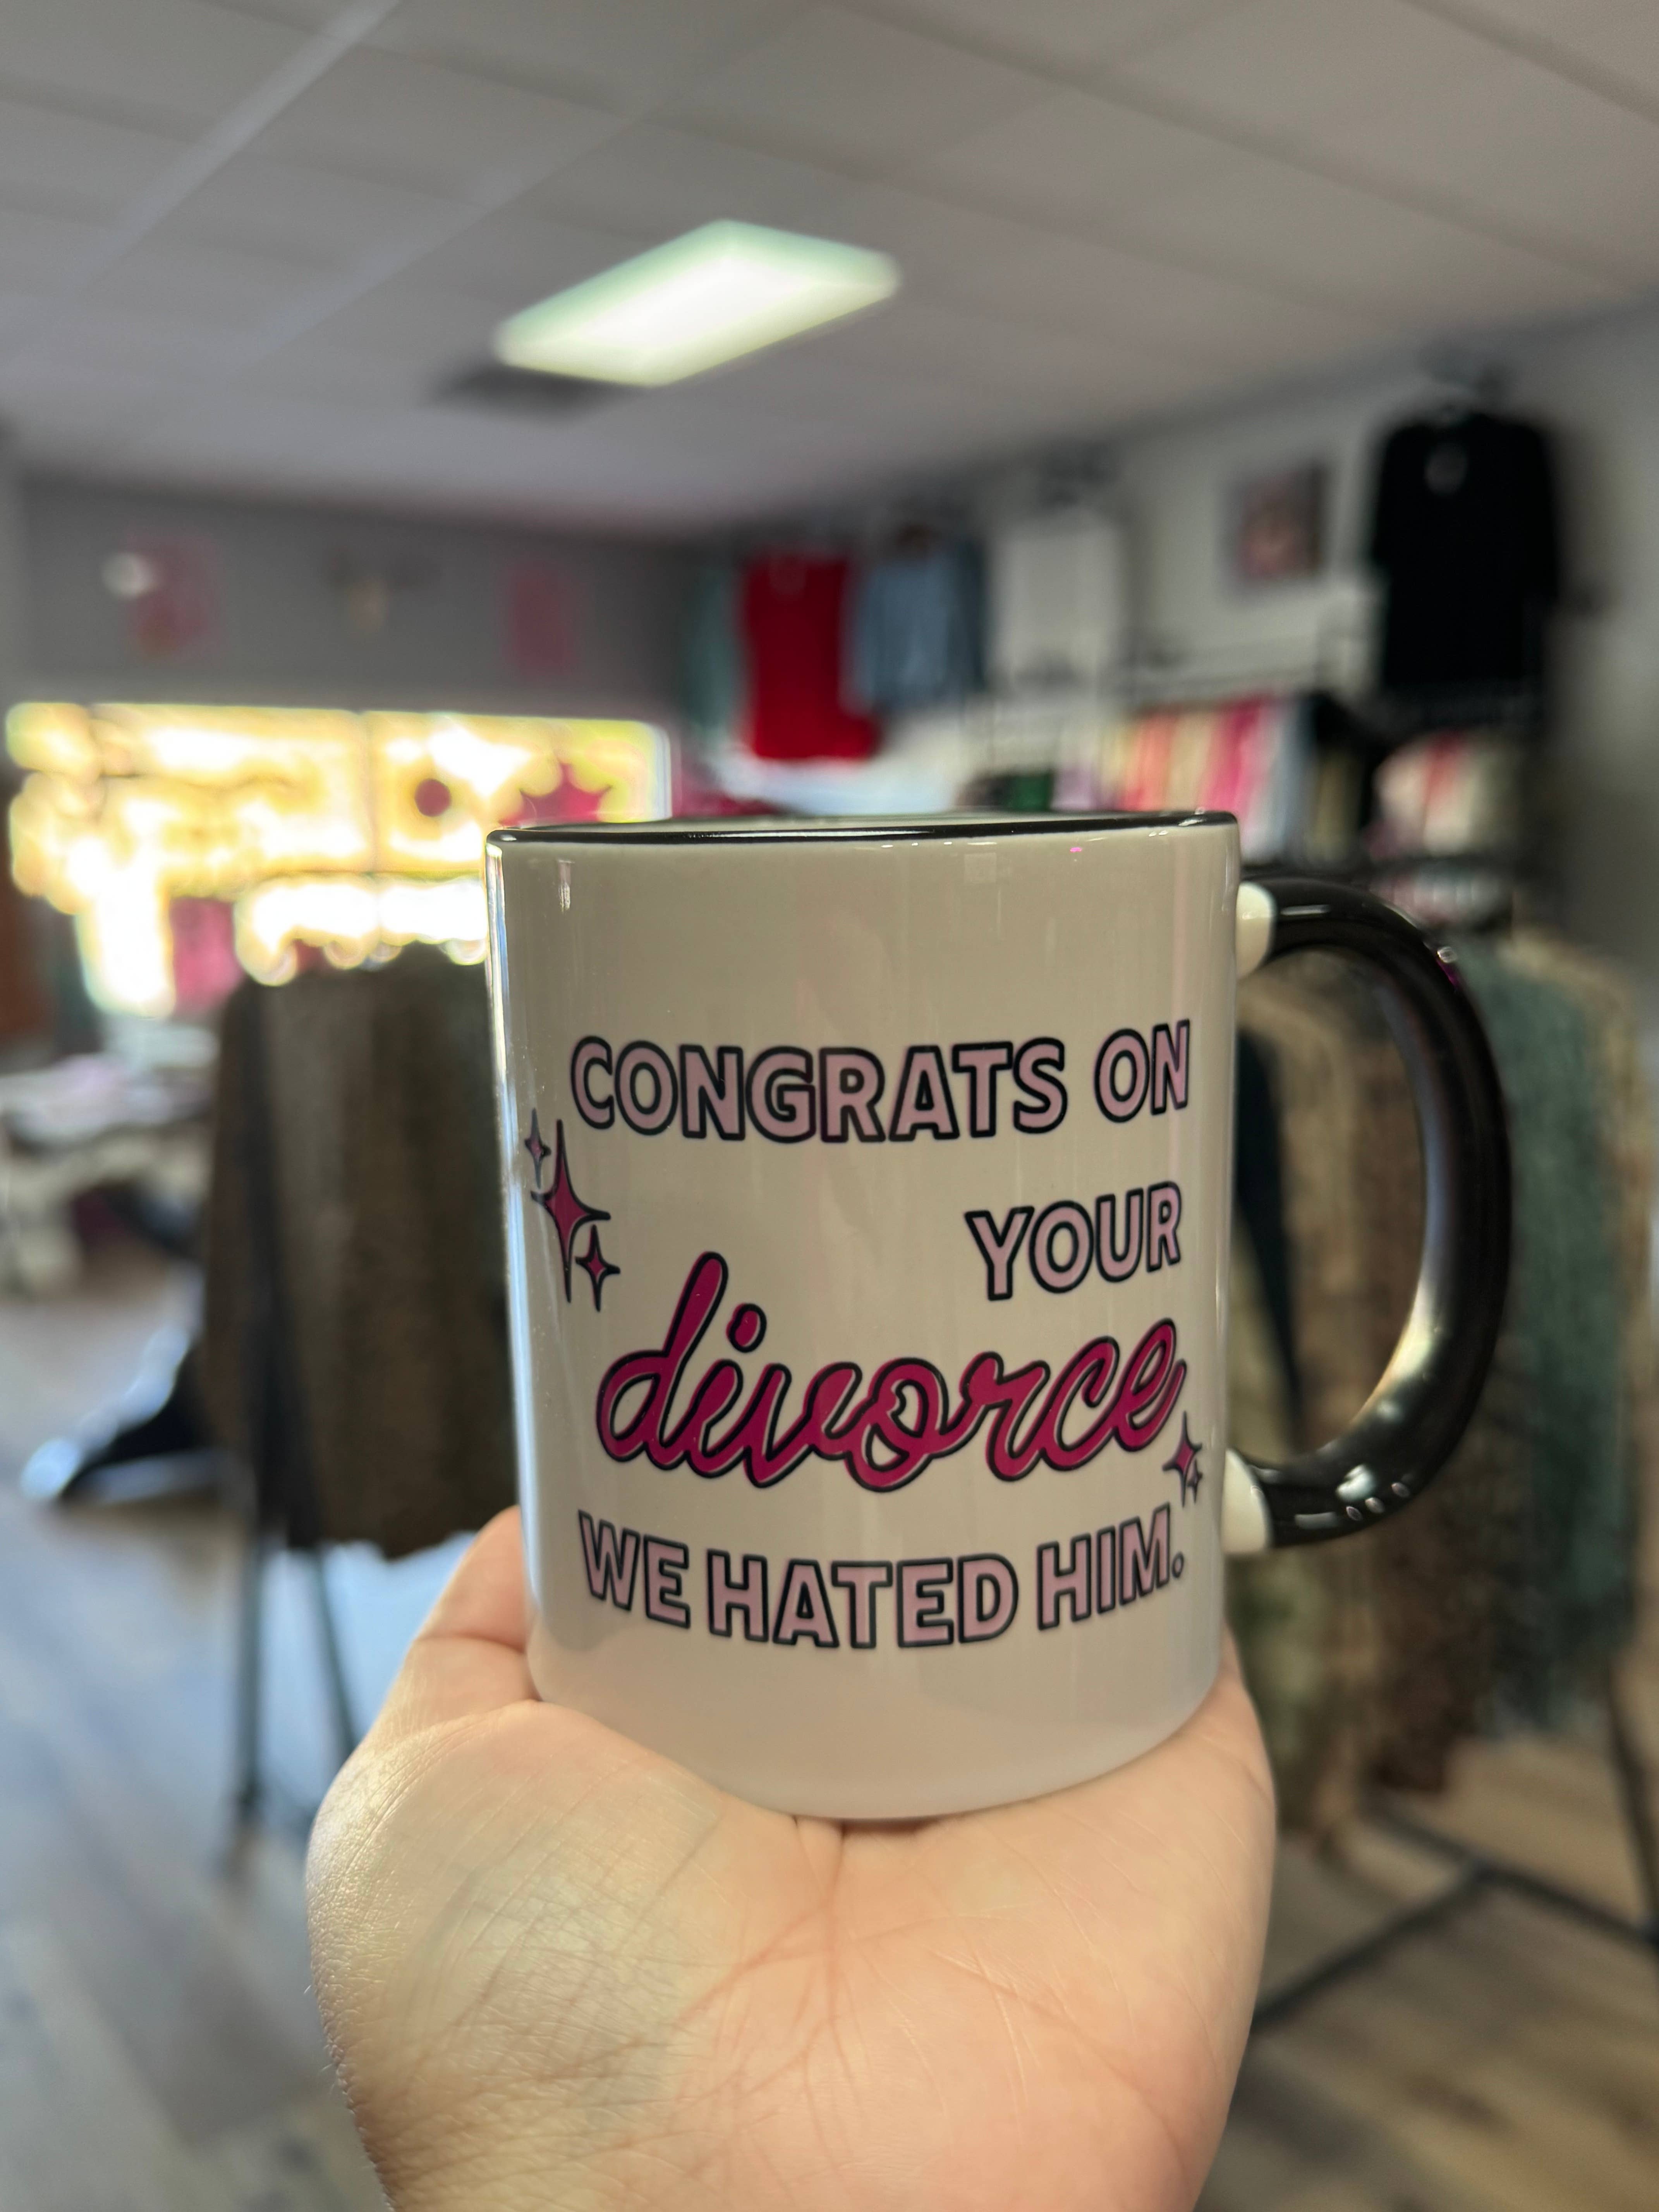 CONGRATS ON
YOUR
divorce
WE HATED HIM.